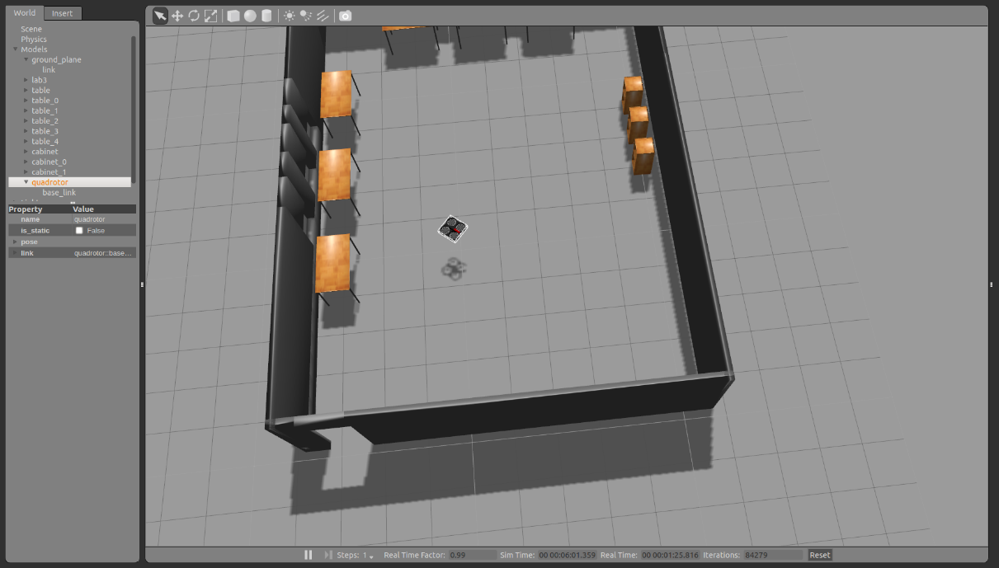 World Insert
Scene
Physics
Models
ground_plane
link
lab3
table
table_0
table_1
table_2
table_3
table_4
cabinet
cabinet_0
cabinet_1
quadrotor
base_link
Property Value
name quadrotor
is_static False
pose
link quadrotor::base...
Steps: 1 Real Time Factor: 0.99 Sim Time: 00 00:06:01.359 Real Time: 00 00:01:25.816 Iterations: 84279 Reset